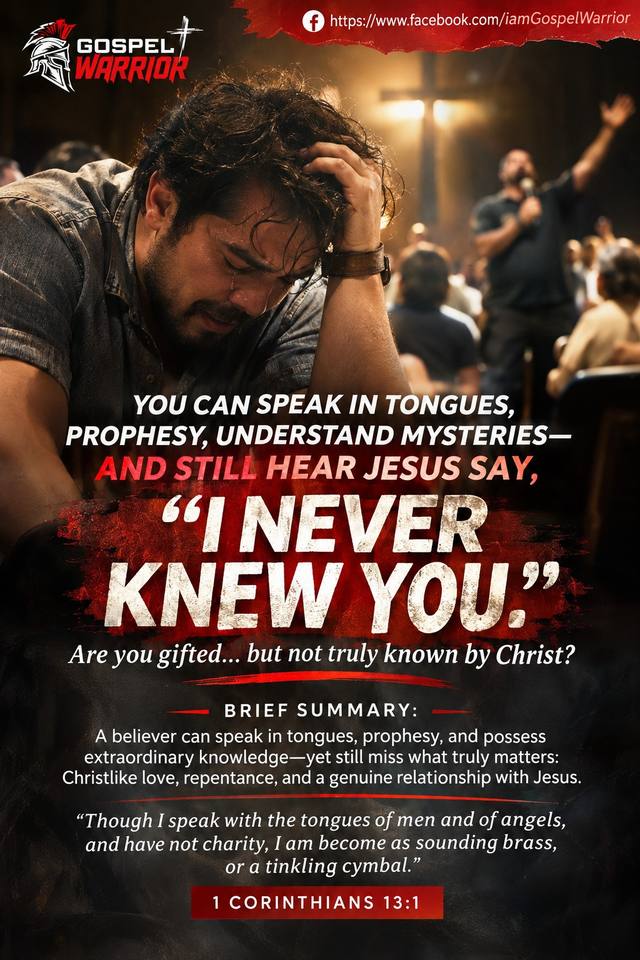 GOSPEL
WARRIOR
https://www.facebook.com/iamGospelWarrior
YOU CAN SPEAK IN TONGUES,
PROPHESY, UNDERSTAND MYSTERIES—
AND STILL HEAR JESUS SAY,
“I NEVER
KNEW YOU.”
Are you gifted... but not truly known by Christ?
BRIEF SUMMARY:
A believer can speak in tongues, prophesy, and possess
extraordinary knowledge—yet still miss what truly matters:
Christlike love, repentance, and a genuine relationship with Jesus.
“Though I speak with the tongues of men and of angels,
and have not charity, I am become as sounding brass,
or a tinkling cymbal.”
1 CORINTHIANS 13:1